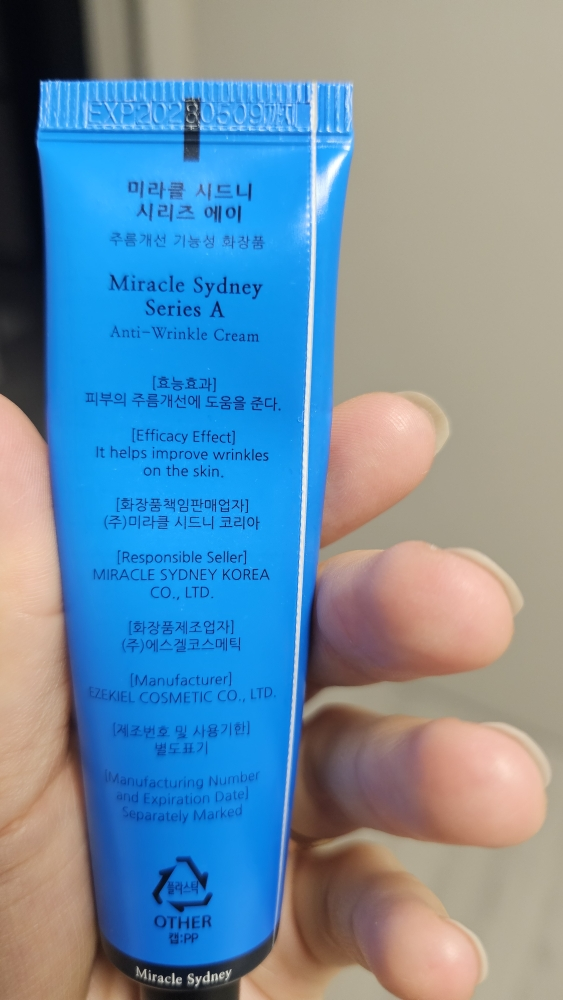 EXP20280509까지
미라클 시드니
시리즈 에이
주름개선 기능성 화장품
Miracle Sydney
Series A
Anti-Wrinkle Cream
[효능효과]
피부의 주름개선에 도움을 준다.
[Efficacy Effect]
It helps improve wrinkles
on the skin.
[화장품책임판매업자]
(주)미라클 시드니 코리아
[Responsible Seller]
MIRACLE SYDNEY KOREA
CO., LTD.
[화장품제조업자]
(주)에스겔코스메틱
[Manufacturer]
EZEKIEL COSMETIC CO., LTD.
[제조번호 및 사용기한]
별도표기
[Manufacturing Number
and Expiration Date]
Separately Marked
플라스틱
OTHER
캡:PP
Miracle Sydney